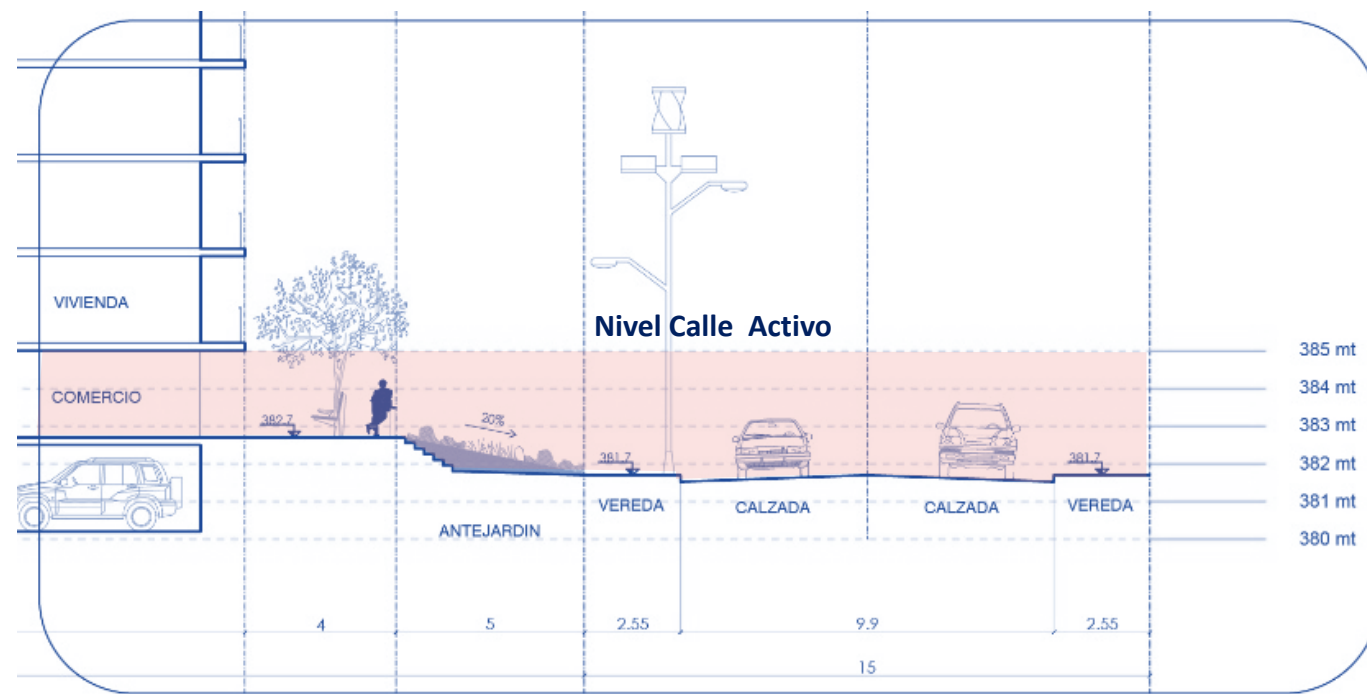 VIVIENDA
Nivel Calle Activo
385 mt
COMERCIO
384 mt
382.7
20%
383 mt
381.7
381.7
382 mt
VEREDA
CALZADA
CALZADA
VEREDA
381 mt
ANTEJARDIN
380 mt
4
5
2.55
9.9
2.55
15